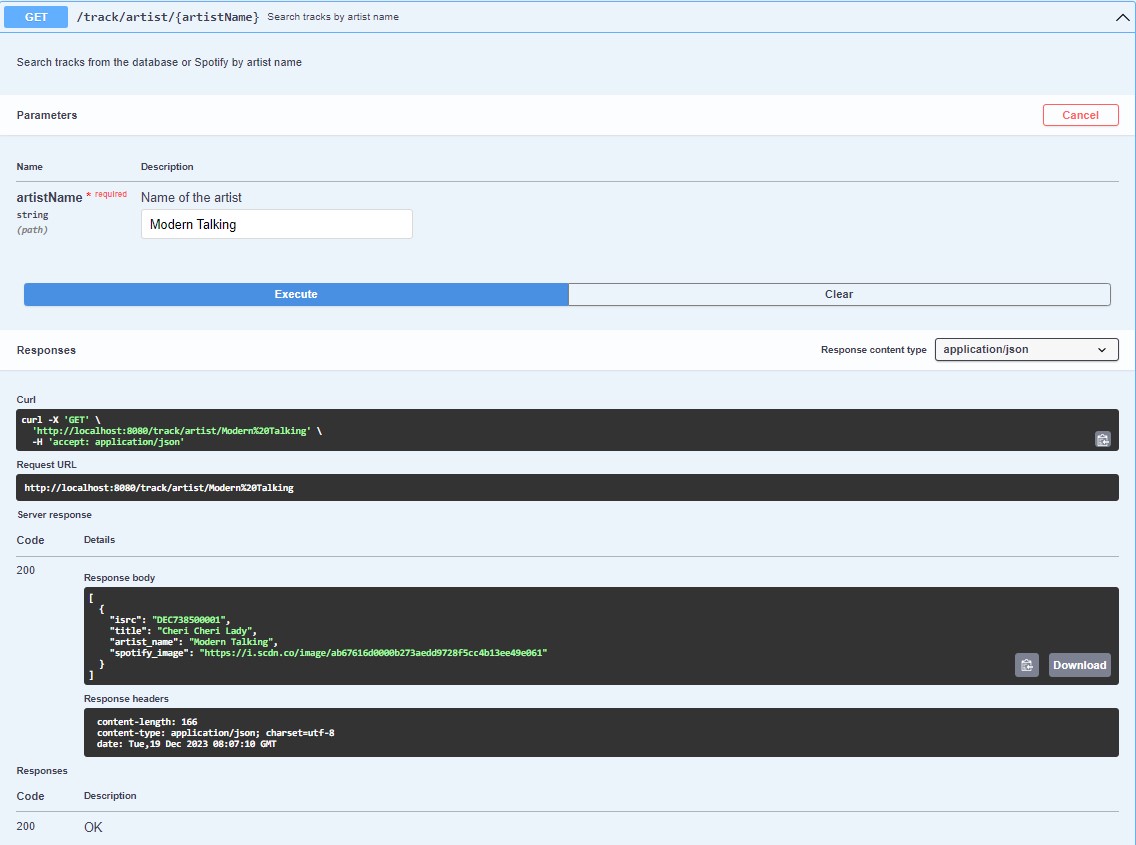 GET /track/artist/{artistName} Search tracks by artist name
Search tracks from the database or Spotify by artist name
Parameters
Cancel
Name Description
artistName * required Name of the artist
string
(path)
Modern Talking
Execute Clear
Responses Response content type application/json
Curl
curl -X 'GET' \
'http://localhost:8080/track/artist/Modern%20Talking' \
-H 'accept: application/json'
Request URL
http://localhost:8080/track/artist/Modern%20Talking
Server response
Code Details
200
Response body
[
{
"isrc": "DEC738500001",
"title": "Cheri Cheri Lady",
"artist_name": "Modern Talking",
"spotify_image": "https://i.scdn.co/image/ab67616d0000b273aedd9728f5cc4b13ee49e061"
}
]
Download
Response headers
content-length: 166
content-type: application/json; charset=utf-8
date: Tue,19 Dec 2023 08:07:10 GMT
Responses
Code Description
200 OK